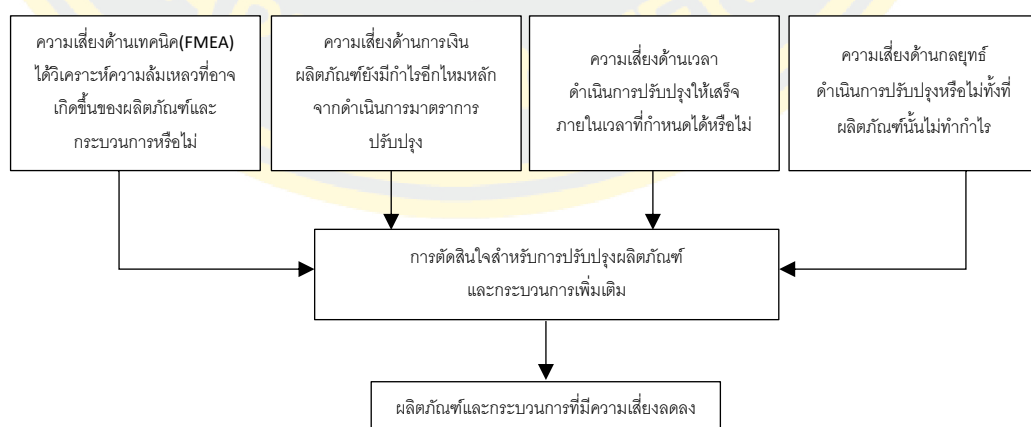 ความเสี่ยงด้านเทคนิค(FMEA)
ได้วิเคราะห์ความล้มเหลวที่อาจ
เกิดขึ้นของผลิตภัณฑ์และ
กระบวนการหรือไม่
ความเสี่ยงด้านการเงิน
ผลิตภัณฑ์ยังมีกำไรอีกไหมหลัก
จากดำเนินการมาตราการ
ปรับปรุง
ความเสี่ยงด้านเวลา
ดำเนินการปรับปรุงให้เสร็จ
ภายในเวลาที่กำหนดได้หรือไม่
ความเสี่ยงด้านกลยุทธ์
ดำเนินการปรับปรุงหรือไม่ทั้งที่
ผลิตภัณฑ์นั้นไม่ทำกำไร
การตัดสินใจสำหรับการปรับปรุงผลิตภัณฑ์
และกระบวนการเพิ่มเติม
ผลิตภัณฑ์และกระบวนการที่มีความเสี่ยงลดลง